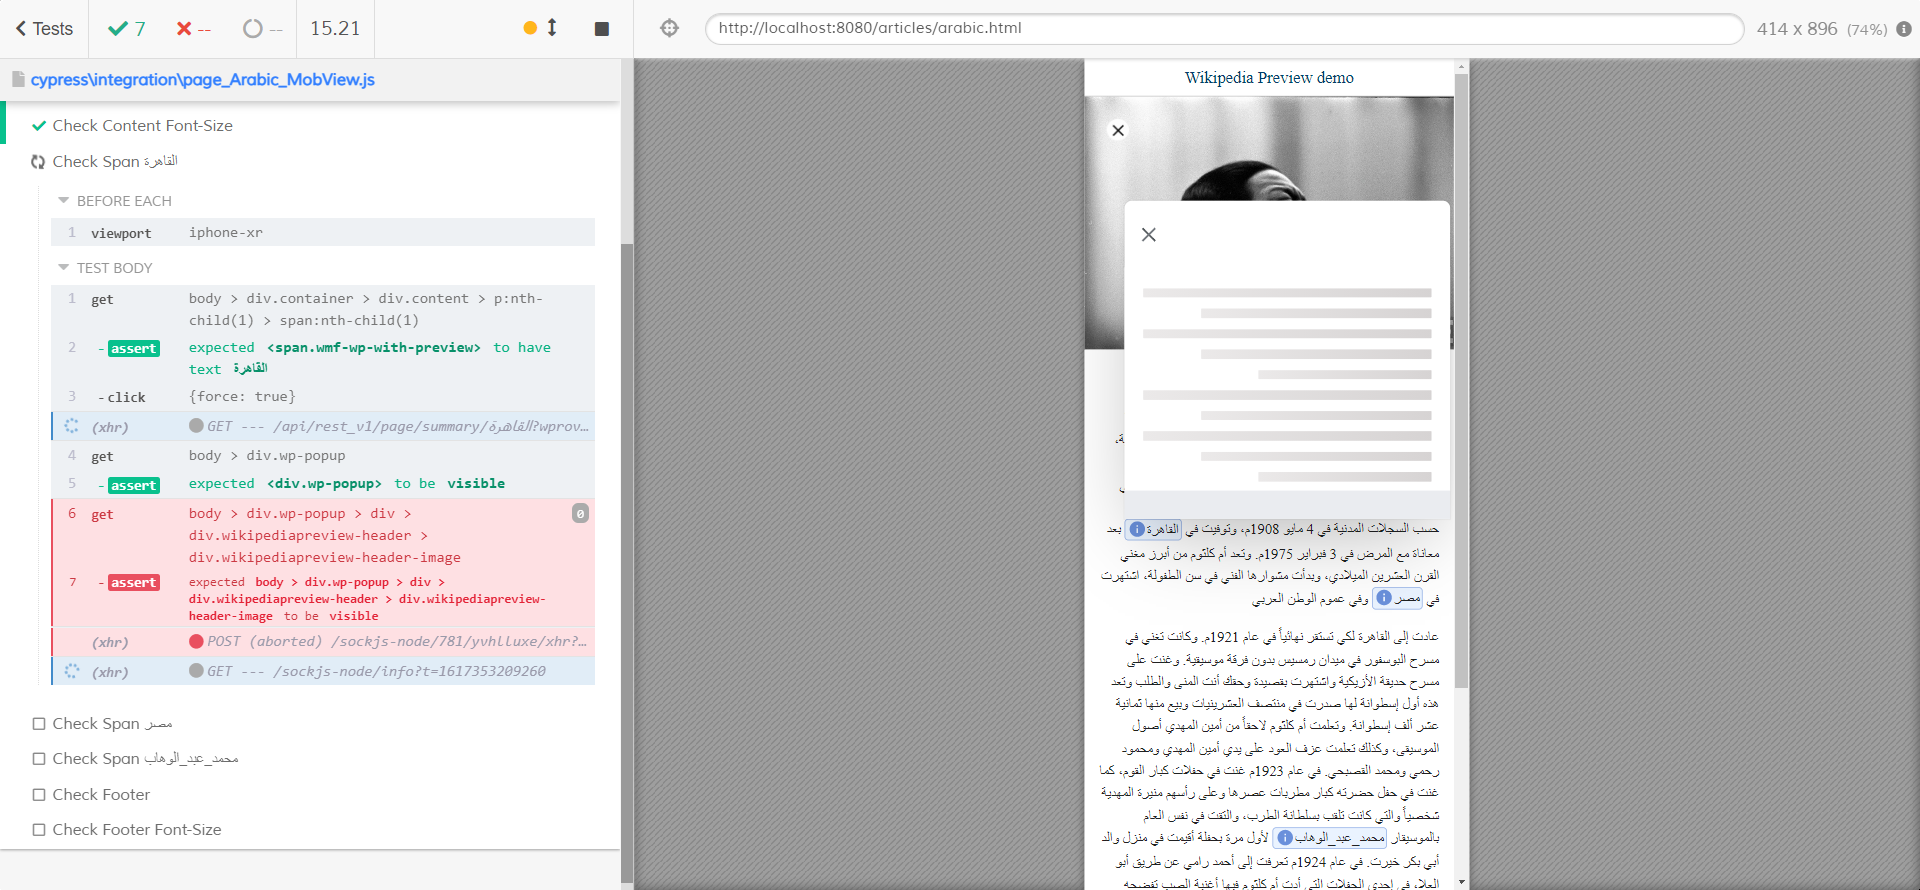 Tests
7
--
--
15.21
http://localhost:8080/articles/arabic.html
414 x 896 (74%)
cypress\integration\page_Arabic_MobView.js
Check Content Font-Size
Check Span القاهرة
BEFORE EACH
1 viewport iphone-xr
TEST BODY
1 get body > div.container > div.content > p:nth-
child(1) > span:nth-child(1)
2 - assert expected <span.wmf-wp-with-preview> to have
text القاهرة
3 - click {force: true}
(xhr) GET --- /api/rest_v1/page/summary/القاهرة?wprov…
4 get body > div.wp-popup
5 - assert expected <div.wp-popup> to be visible
6 get body > div.wp-popup > div > 0
div.wikipediapreview-header >
div.wikipediapreview-header-image
7 - assert expected body > div.wp-popup > div >
div.wikipediapreview-header > div.wikipediapreview-
header-image to be visible
(xhr) POST (aborted) /sockjs-node/781/yvhlluxe/xhr?…
(xhr) GET --- /sockjs-node/info?t=1617353209260
Check Span مصر
Check Span محمد_عبد_الوهاب
Check Footer
Check Footer Font-Size
Wikipedia Preview demo
حسب السجلات المدنية في 4 مايو 1908م، وتوفيت في القاهرة بعد
معاناة مع المرض في 3 فبراير 1975م. وتعد أم كلثوم من أبرز مغني
القرن العشرين الميلادي، وبدأت مشوارها الفني في سن الطفولة، اشتهرت
في مصر وفي عموم الوطن العربي
عادت إلى القاهرة لكي تستقر نهائياً في عام 1921م. وكانت تغني في
مسرح البوسفور في ميدان رمسيس بدون فرقة موسيقية. وغنت على
مسرح حديقة الأزبكية واشتهرت بقصيدة وحقك أنت المنى والطلب وتعد
هذه أول إسطوانة لها صدرت في منتصف العشرينيات وبيع منها ثمانية
عشر ألف إسطوانة. وتعلمت أم كلثوم لاحقاً من أمين المهدي أصول
الموسيقى، وكذلك تعلمت عزف العود على يدي أمين المهدي ومحمود
رحمي ومحمد القصبجي. في عام 1923م غنت في حفلات كبار القوم، كما
غنت في حفل حضرته كبار مطربات عصرها وعلى رأسهم منيرة المهدية
شخصياً والتي كانت تلقب بسلطانة الطرب، والتقت في نفس العام
بالموسيقار محمد_عبد_الوهاب لأول مرة بحفلة أقيمت في منزل والد
أبي بكر خيرت. في عام 1924م تعرفت إلى أحمد رامي عن طريق أبو
العلا، في إحدى الحفلات التي أدت أم كلثوم فيها أغنية الصب تفضحه